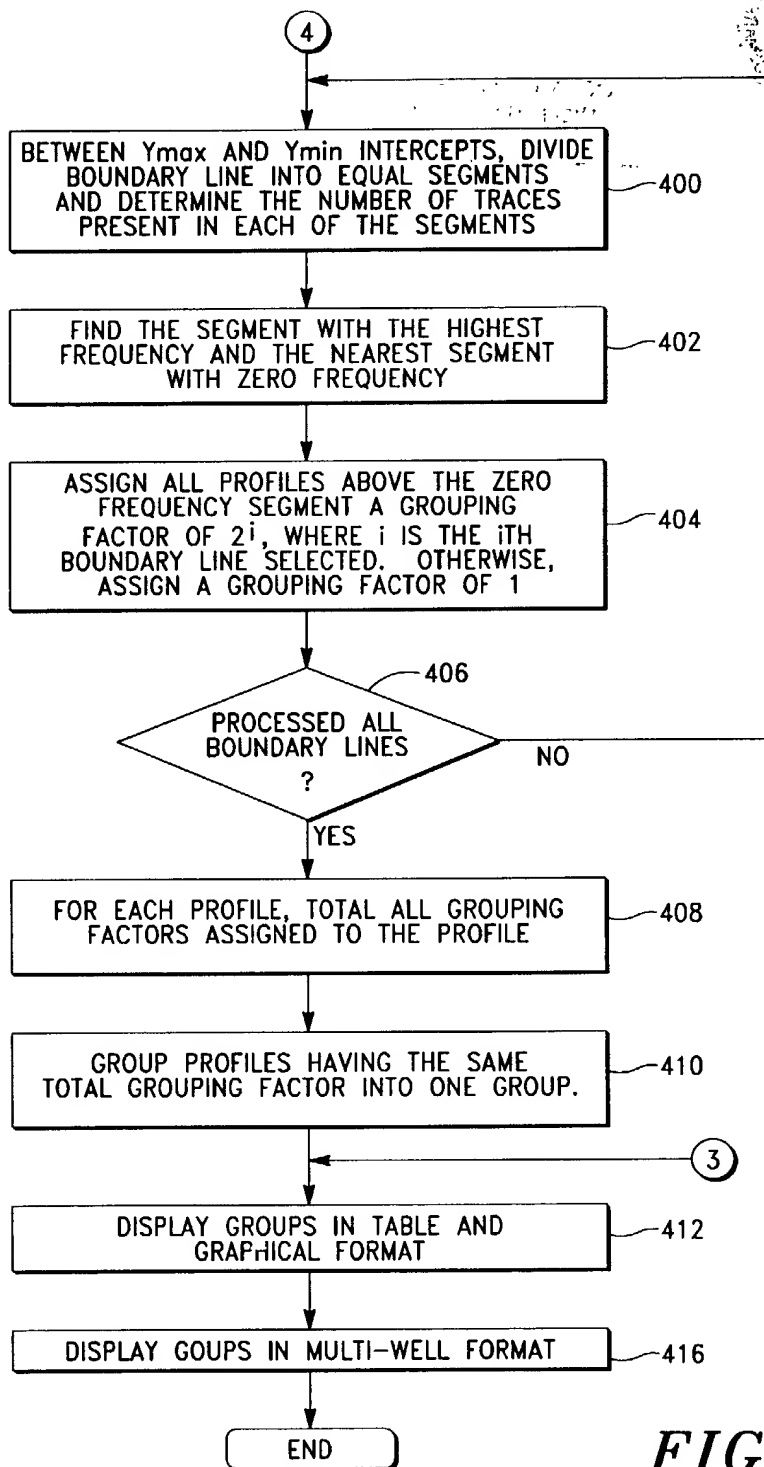 4
BETWEEN Ymax AND Ymin INTERCEPTS, DIVIDE
BOUNDARY LINE INTO EQUAL SEGMENTS
AND DETERMINE THE NUMBER OF TRACES
PRESENT IN EACH OF THE SEGMENTS
400
FIND THE SEGMENT WITH THE HIGHEST
FREQUENCY AND THE NEAREST SEGMENT
WITH ZERO FREQUENCY
402
ASSIGN ALL PROFILES ABOVE THE ZERO
FREQUENCY SEGMENT A GROUPING
FACTOR OF 2ⁱ, WHERE i IS THE iTH
BOUNDARY LINE SELECTED. OTHERWISE,
ASSIGN A GROUPING FACTOR OF 1
404
406
PROCESSED ALL
BOUNDARY LINES
?
NO
YES
FOR EACH PROFILE, TOTAL ALL GROUPING
FACTORS ASSIGNED TO THE PROFILE
408
GROUP PROFILES HAVING THE SAME
TOTAL GROUPING FACTOR INTO ONE GROUP.
410
3
DISPLAY GROUPS IN TABLE AND
GRAPHICAL FORMAT
412
DISPLAY GOUPS IN MULTI-WELL FORMAT
416
END
FIG